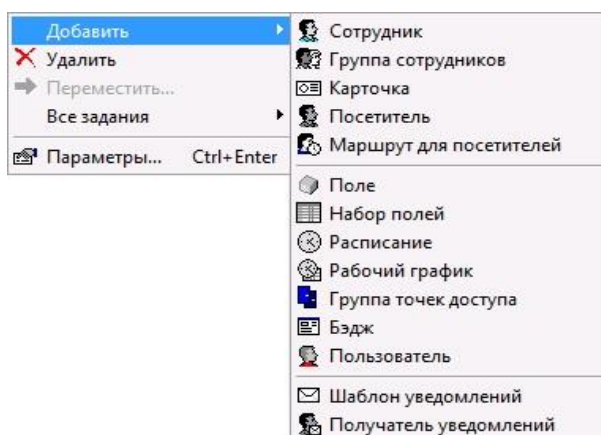 Добавить
Удалить
Переместить...
Все задания
Параметры... Ctrl+Enter
Сотрудник
Группа сотрудников
Карточка
Посетитель
Маршрут для посетителей
Поле
Набор полей
Расписание
Рабочий график
Группа точек доступа
Бэдж
Пользователь
Шаблон уведомлений
Получатель уведомлений